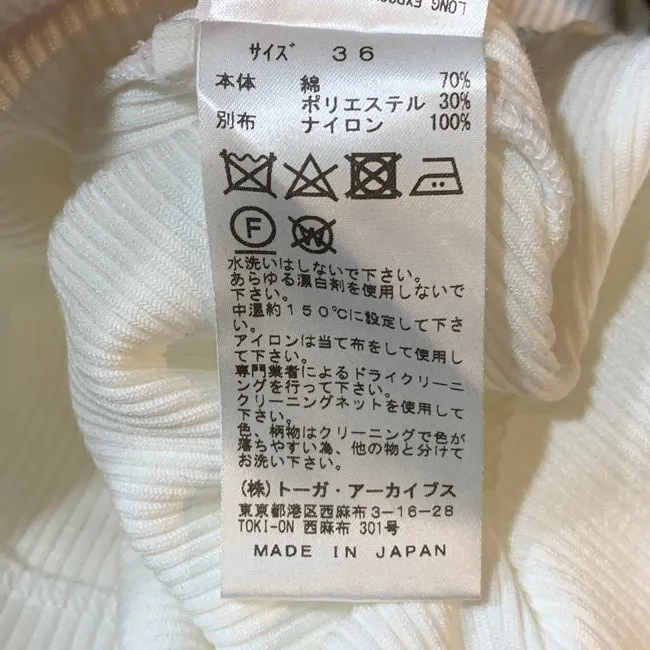 LONG EXPOS
サイズ 36
本体 綿 70%
ポリエステル 30%
別布 ナイロン 100%
F
W
水洗いはしないで下さい。
あらゆる漂白剤を使用しないで
下さい。
中温約150℃に設定して下さ
い。
アイロンは当て布をして使用し
て下さい。
専門業者によるドライクリーニ
ングを行って下さい。
クリーニングネットを使用して
下さい。
色、柄物はクリーニングで色が
落ちやすい為、他の物と分けて
お洗い下さい。
(株)トーガ・アーカイブス
東京都港区西麻布3-16-28
TOKI-ON 西麻布 301号
MADE IN JAPAN